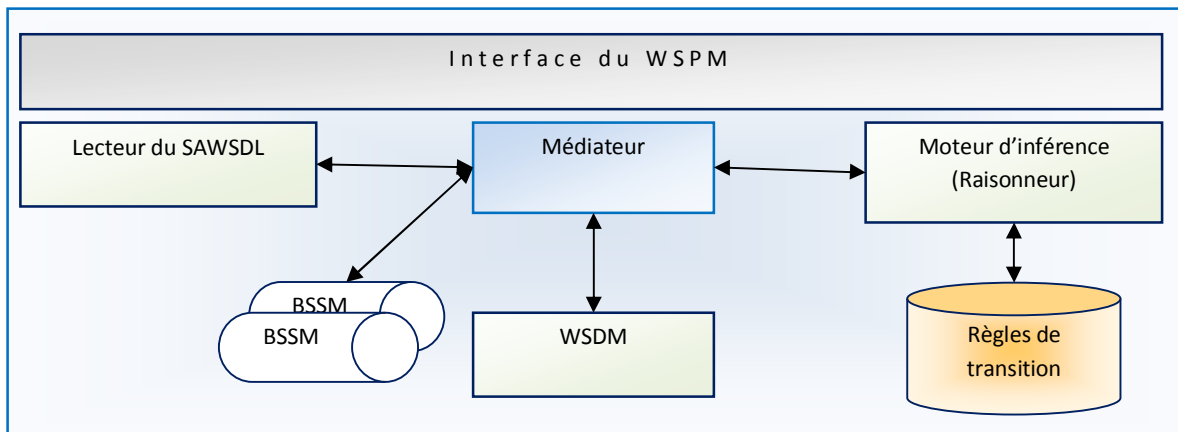 Interface du WSPM
Lecteur du SAWSDL
Médiateur
Moteur d'inférence
(Raisonneur)
BSSM
BSSM
WSDM
Règles de
transition